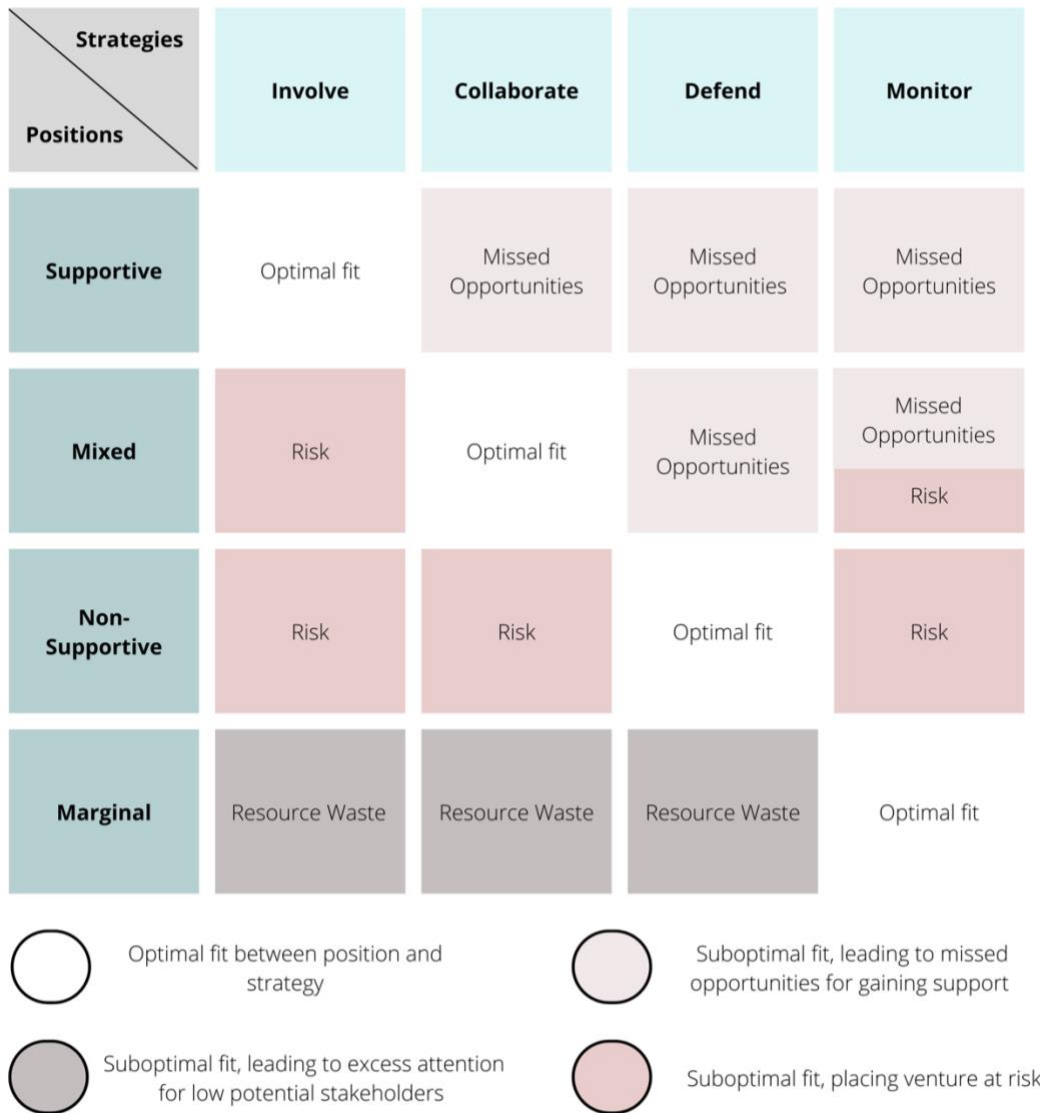 Strategies
Positions
Involve
Collaborate
Defend
Monitor
Supportive
Optimal fit
Missed
Opportunities
Missed
Opportunities
Missed
Opportunities
Mixed
Risk
Optimal fit
Missed
Opportunities
Missed
Opportunities
Risk
Non-
Supportive
Risk
Risk
Optimal fit
Risk
Marginal
Resource Waste
Resource Waste
Resource Waste
Optimal fit
Optimal fit between position and
strategy
Suboptimal fit, leading to missed
opportunities for gaining support
Suboptimal fit, leading to excess attention
for low potential stakeholders
Suboptimal fit, placing venture at risk